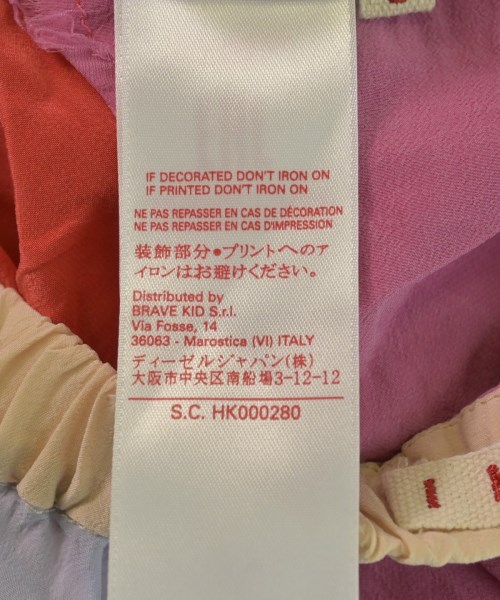 IF DECORATED DON'T IRON ON
IF PRINTED DON'T IRON ON
NE PAS REPASSER EN CAS DE DÉCORATION
NE PAS REPASSER EN CAS D'IMPRESSION
装飾部分●プリントへのア
イロンはお避けください。
Distributed by
BRAVE KID S.r.l.
Via Fosse, 14
36063 - Marostica (VI) ITALY
ディーゼルジャパン(株)
大阪市中央区南船場3-12-12
S.C. HK000280